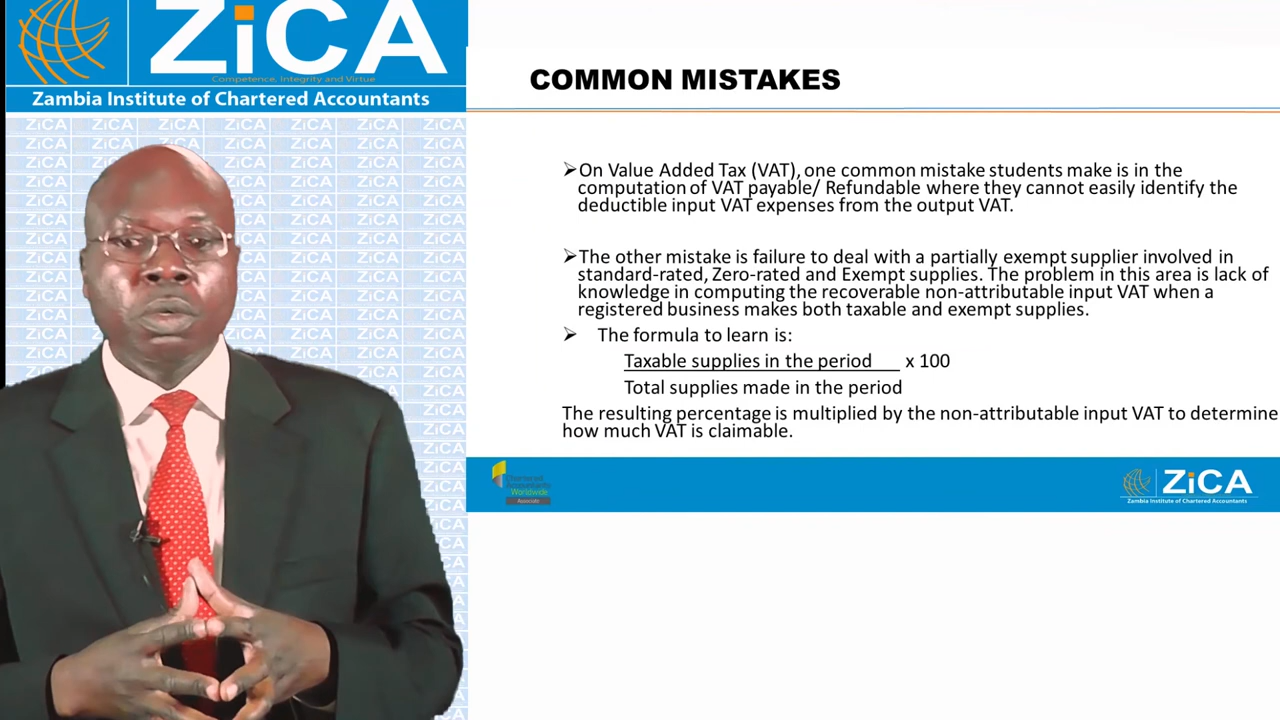 ZiCA
Competence, Integrity and Virtue
Zambia Institute of Chartered Accountants
COMMON MISTAKES
➢On Value Added Tax (VAT), one common mistake students make is in the
computation of VAT payable/ Refundable where they cannot easily identify the
deductible input VAT expenses from the output VAT.
➢The other mistake is failure to deal with a partially exempt supplier involved in
standard-rated, Zero-rated and Exempt supplies. The problem in this area is lack of
knowledge in computing the recoverable non-attributable input VAT when a
registered business makes both taxable and exempt supplies.
➢ The formula to learn is:
Taxable supplies in the period x 100
Total supplies made in the period
The resulting percentage is multiplied by the non-attributable input VAT to determine
how much VAT is claimable.
Chartered
Accountants
Worldwide
Associate
ZiCA
Zambia Institute of Chartered Accountants